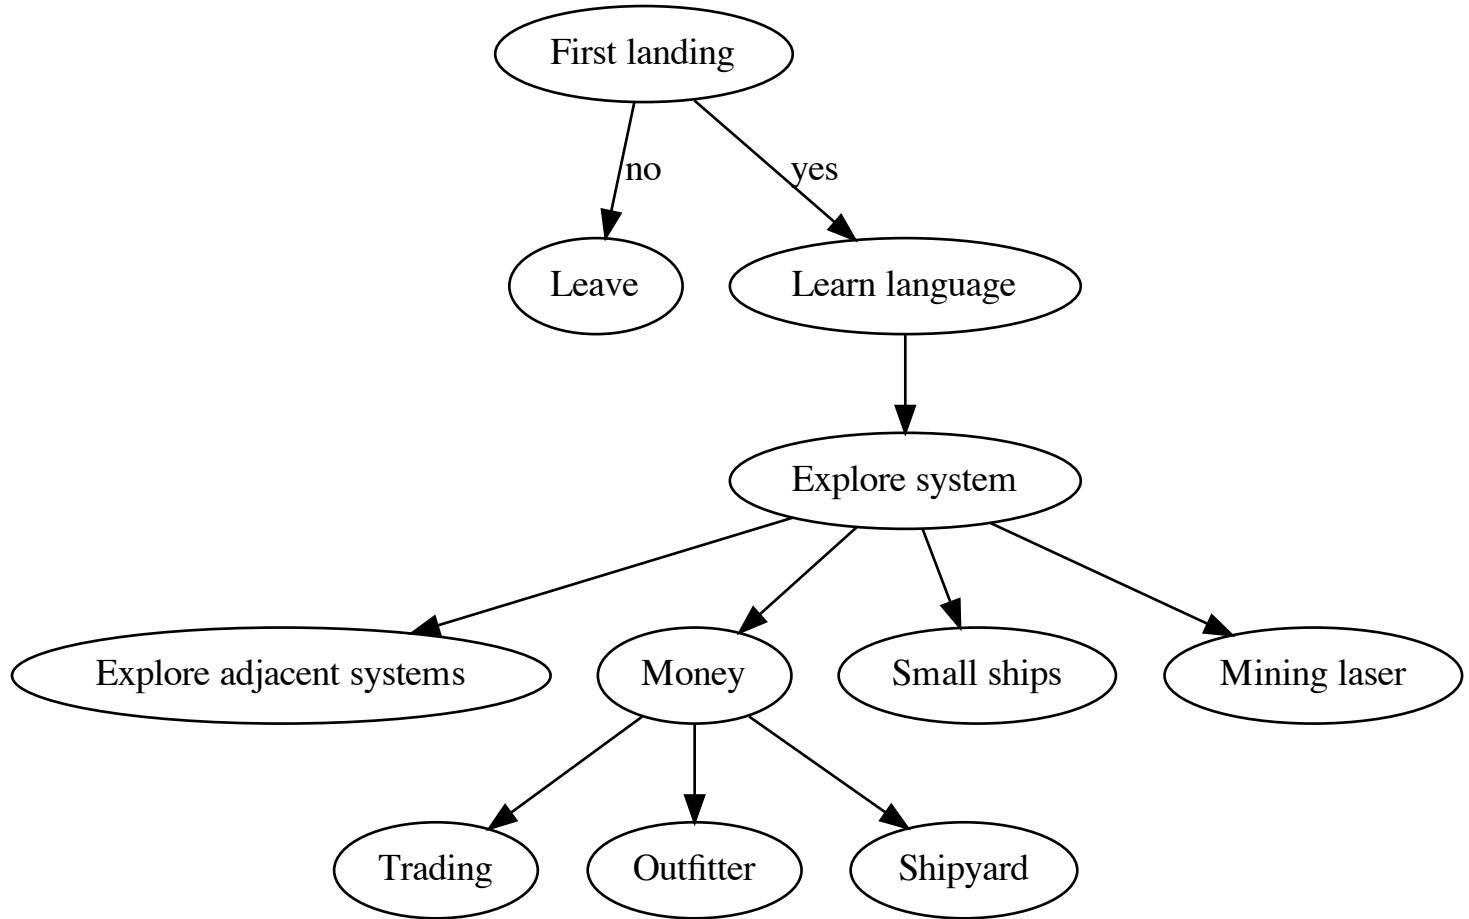 First landing
no
yes
Leave
Learn language
Explore system
Explore adjacent systems
Money
Small ships
Mining laser
Trading
Outfitter
Shipyard